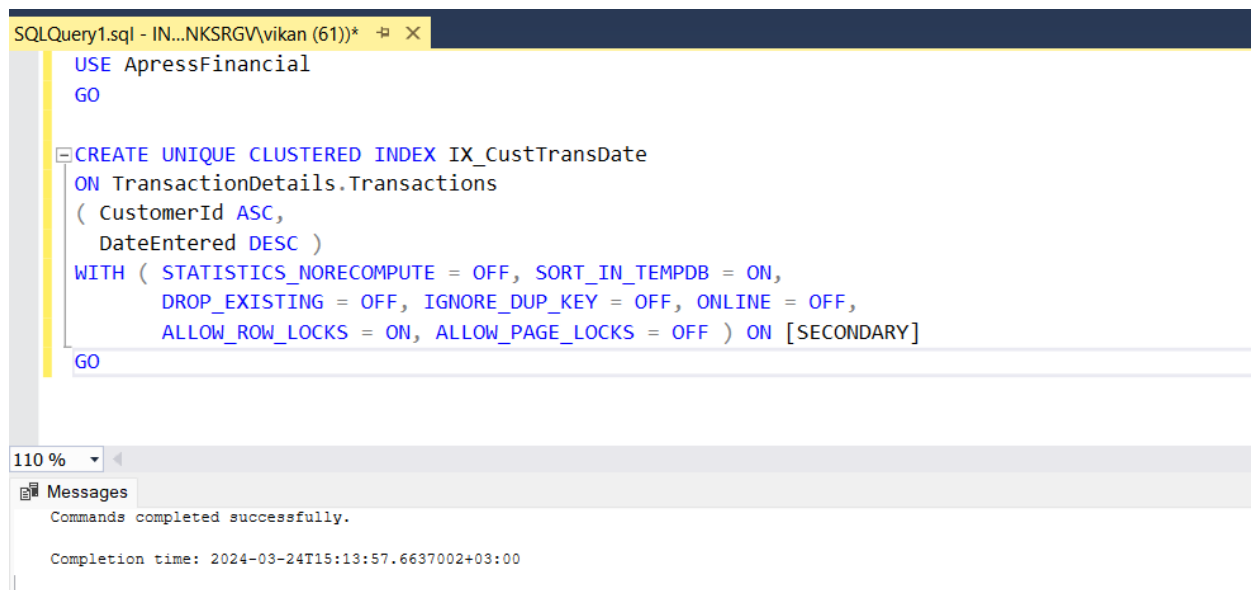 SQLQuery1.sql - IN...NKSRGV\vikan (61))*
USE ApressFinancial
GO
CREATE UNIQUE CLUSTERED INDEX IX_CustTransDate
ON TransactionDetails.Transactions
( CustomerId ASC,
DateEntered DESC )
WITH ( STATISTICS_NORECOMPUTE = OFF, SORT_IN_TEMPDB = ON,
DROP_EXISTING = OFF, IGNORE_DUP_KEY = OFF, ONLINE = OFF,
ALLOW_ROW_LOCKS = ON, ALLOW_PAGE_LOCKS = OFF ) ON [SECONDARY]
GO
110 %
Messages
Commands completed successfully.
Completion time: 2024-03-24T15:13:57.6637002+03:00